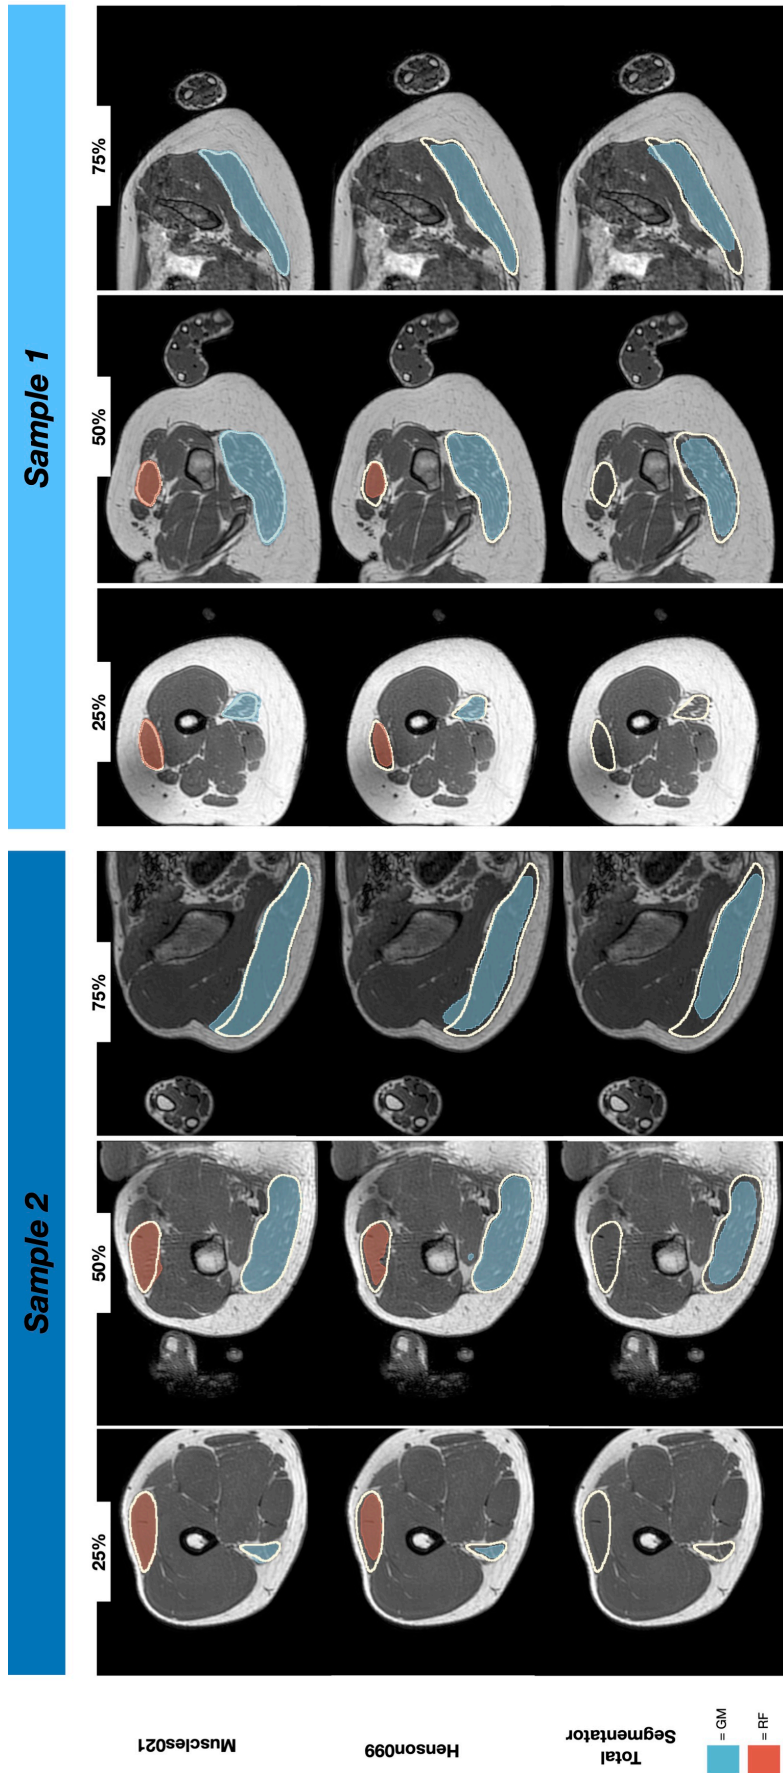 Sample 1
75%
50%
25%
Sample 2
75%
50%
25%
Muscles021
Henson099
Total
Segmentator
= GM
= RF